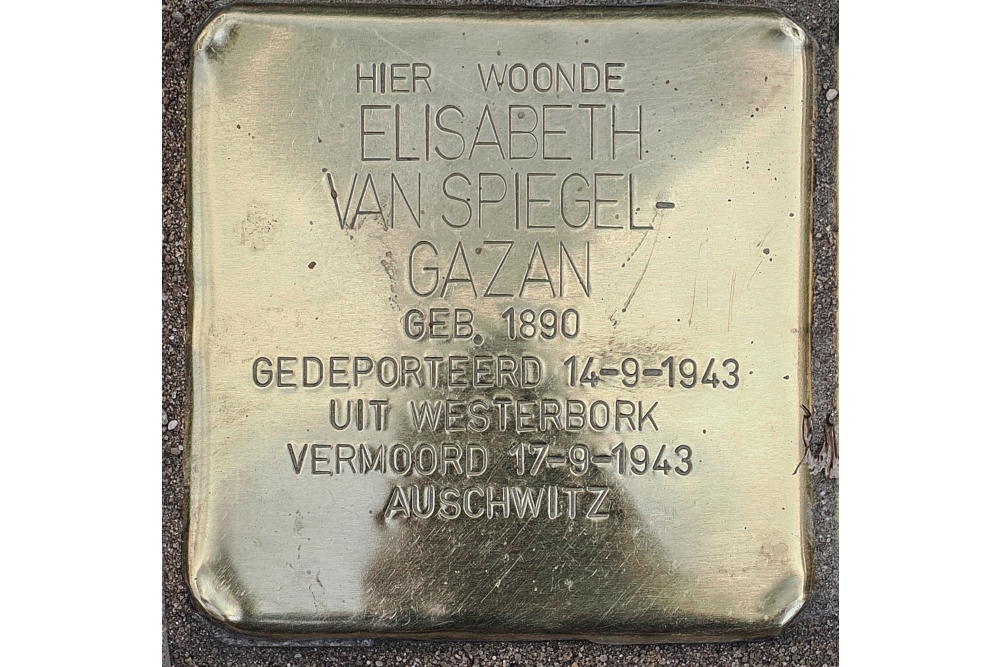 HIER WOONDE
ELISABETH
VAN SPIEGEL-
GAZAN
GEB. 1890
GEDEPORTEERD 14-9-1943
UIT WESTERBORK
VERMOORD 17-9-1943
AUSCHWITZ